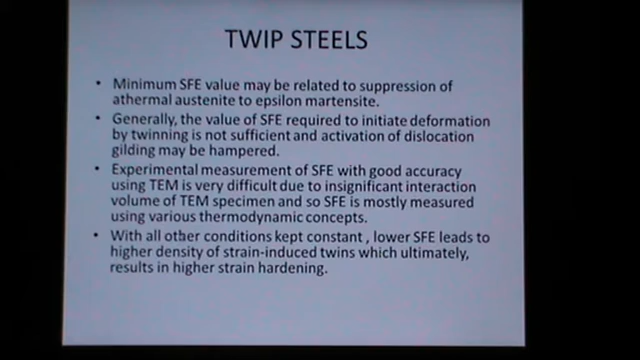 TWIP STEELS
• Minimum SFE value may be related to suppression of
athermal austenite to epsilon martensite.
• Generally, the value of SFE required to initiate deformation
by twinning is not sufficient and activation of dislocation
gilding may be hampered.
• Experimental measurement of SFE with good accuracy
using TEM is very difficult due to insignificant interaction
volume of TEM specimen and so SFE is mostly measured
using various thermodynamic concepts.
• With all other conditions kept constant , lower SFE leads to
higher density of strain-induced twins which ultimately,
results in higher strain hardening.